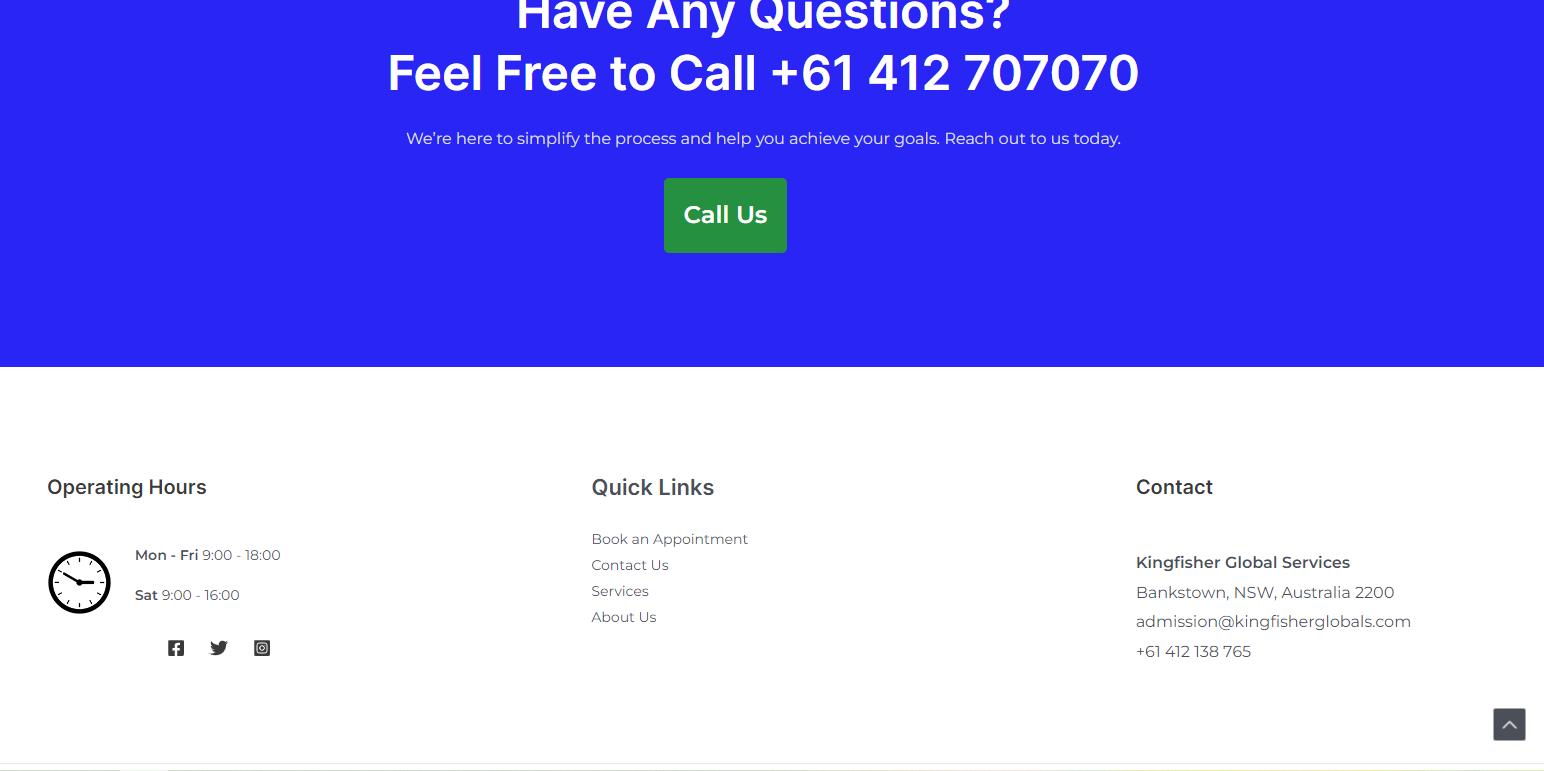 Have Any Questions?
Feel Free to Call +61 412 707070
We’re here to simplify the process and help you achieve your goals. Reach out to us today.
Call Us
Operating Hours
Mon - Fri 9:00 - 18:00
Sat 9:00 - 16:00
Quick Links
Book an Appointment
Contact Us
Services
About Us
Contact
Kingfisher Global Services
Bankstown, NSW, Australia 2200
admission@kingfisherglobals.com
+61 412 138 765